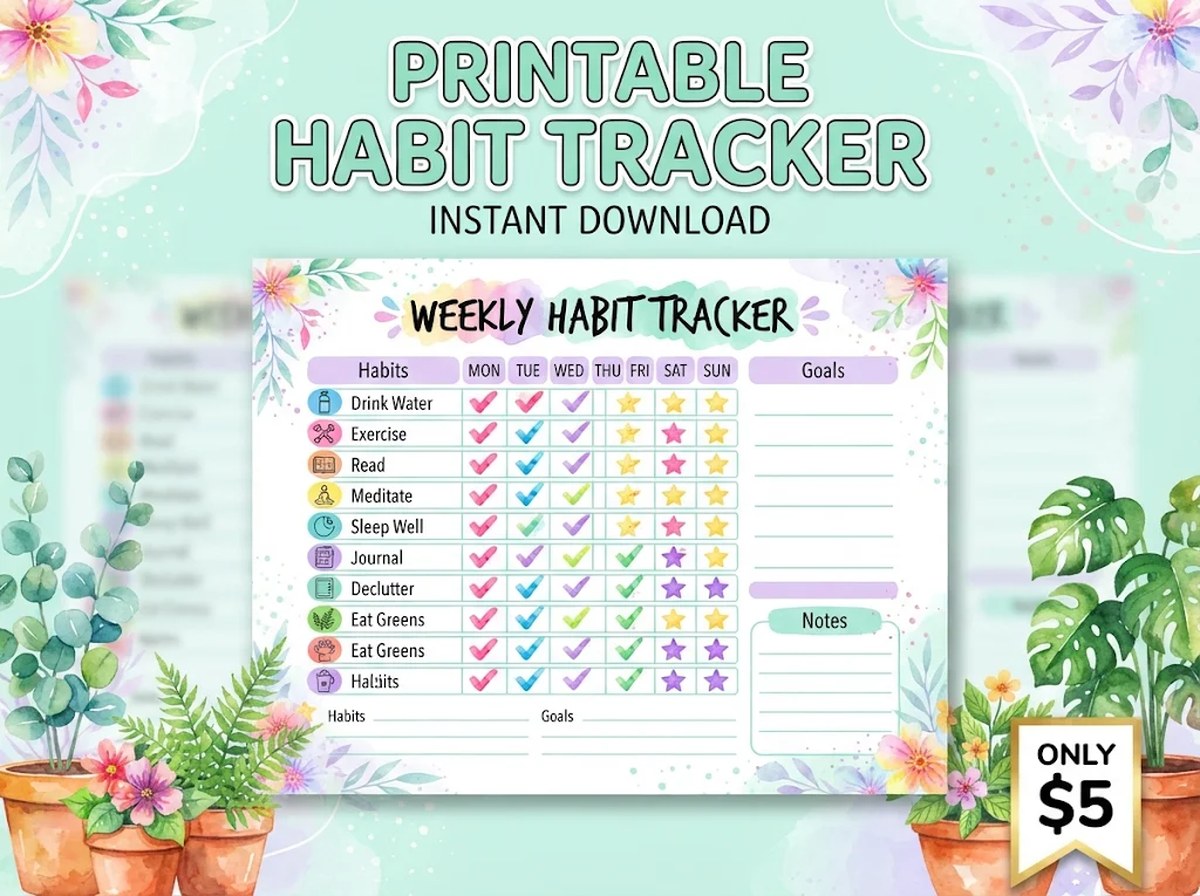 PRINTABLE
HABIT TRACKER
INSTANT DOWNLOAD
WEEKLY HABIT TRACKER
Habits MON TUE WED THU FRI SAT SUN Goals
Drink Water
Exercise
Read
Meditate
Sleep Well
Journal
Declutter
Eat Greens
Notes
Eat Greens
Habits Goals
ONLY
$5